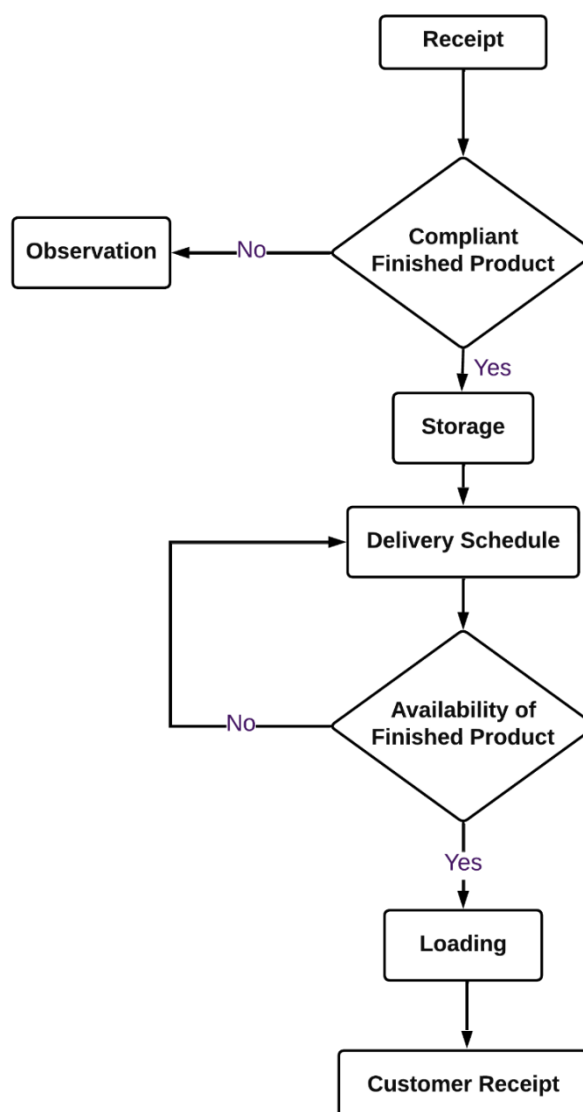 Receipt
Compliant
Finished Product
No
Observation
Yes
Storage
Delivery Schedule
Availability of
Finished Product
No
Yes
Loading
Customer Receipt